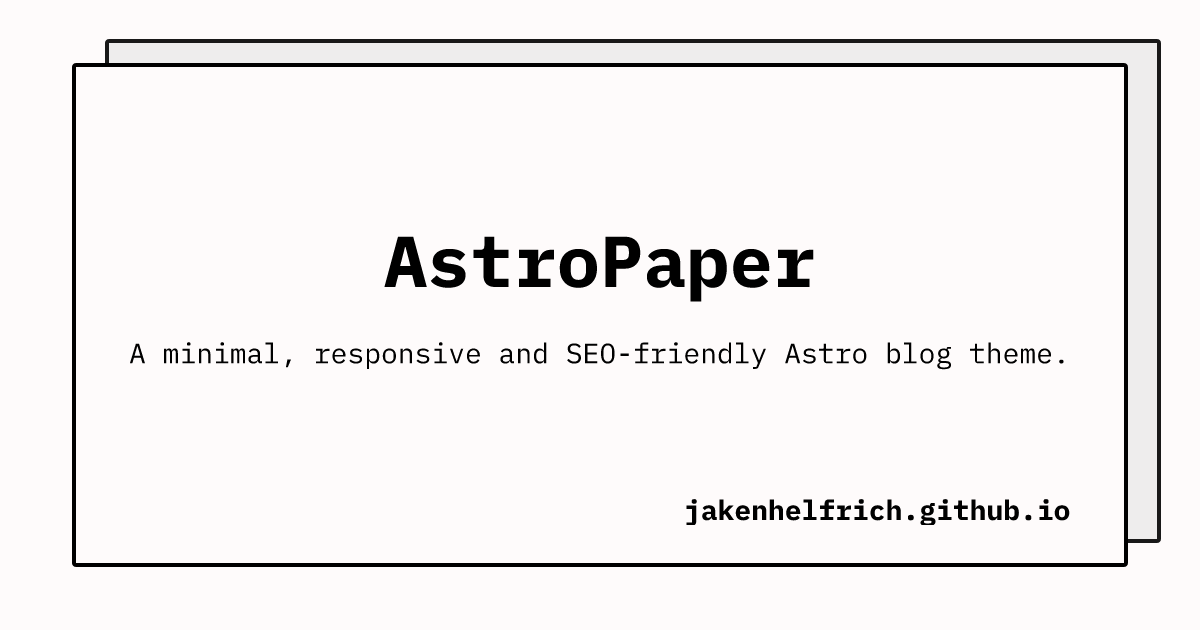 AstroPaper
A minimal, responsive and SEO-friendly Astro blog theme.
jakenhelfrich.github.io